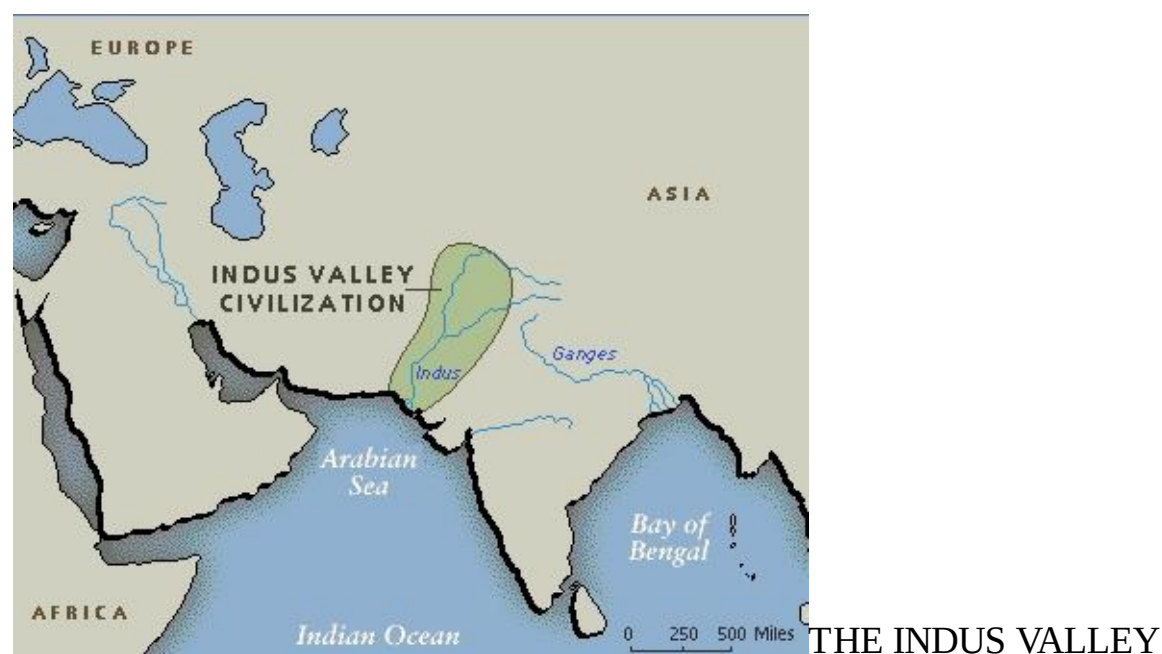 EUROPE
ASIA
INDUS VALLEY
CIVILIZATION
Ganges
Indus
Arabian
Sea
Bay of
Bengal
AFRICA
Indian Ocean
0 250 500 Miles
THE INDUS VALLEY